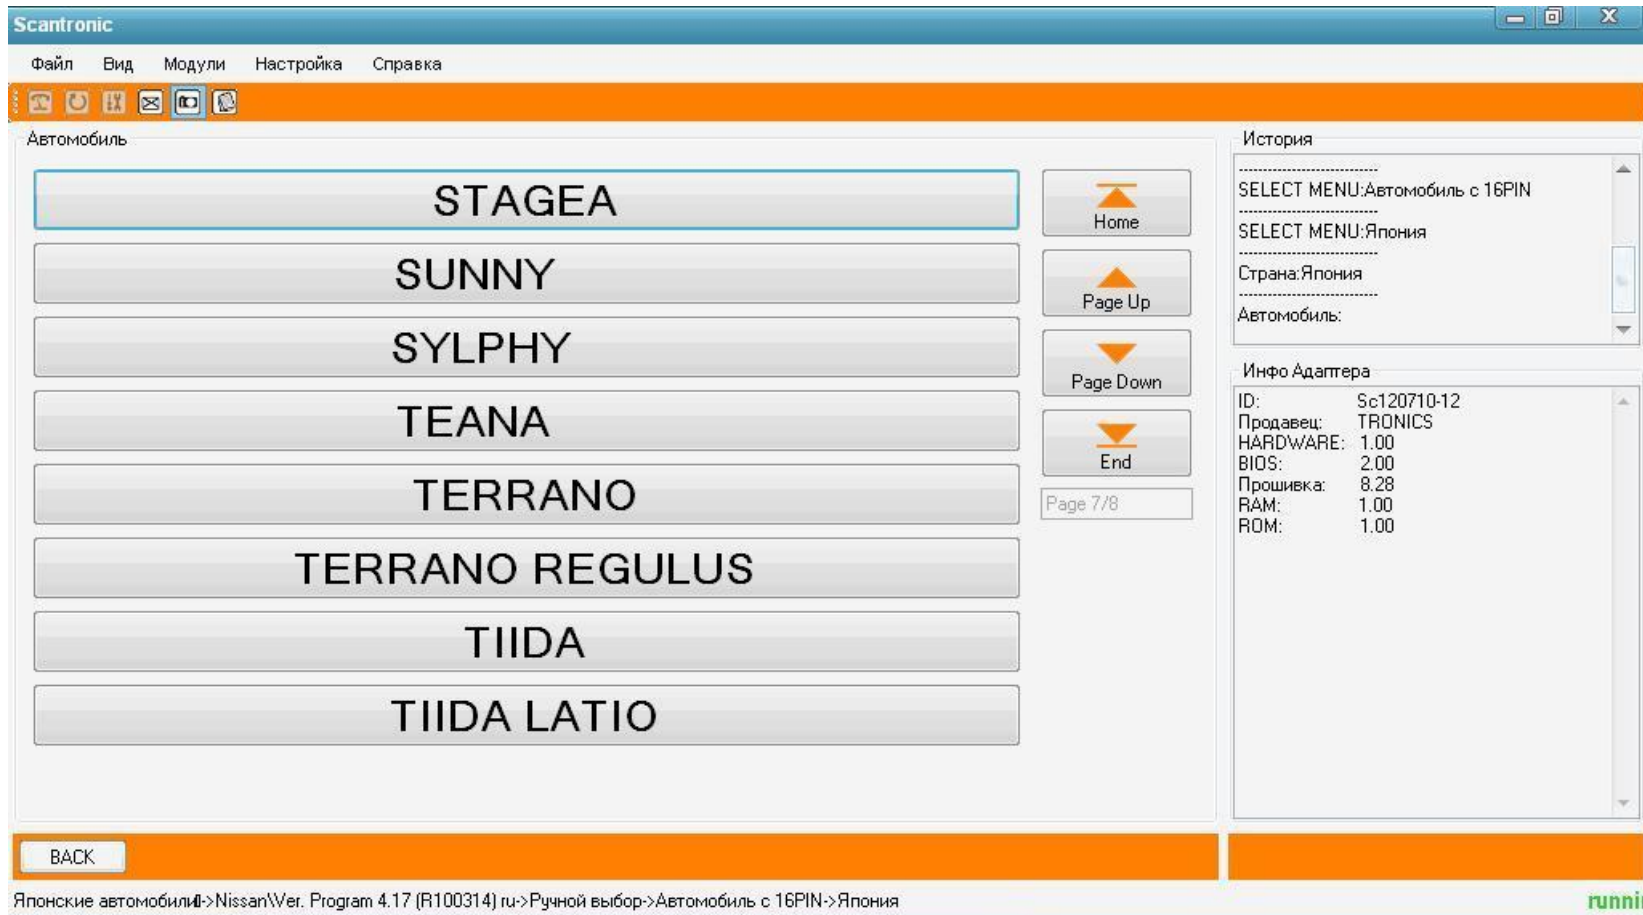 Scantronic
Файл Вид Модули Настройка Справка
Автомобиль
STAGEA
SUNNY
SYLPHY
TEANA
TERRANO
TERRANO REGULUS
TIIDA
TIIDA LATIO
Home
Page Up
Page Down
End
Page 7/8
История
----------------------------
SELECT MENU:Автомобиль с 16PIN
----------------------------
SELECT MENU:Япония
----------------------------
Страна:Япония
----------------------------
Автомобиль:
Инфо Адаптера
ID: Sc120710-12
Продавец: TRONICS
HARDWARE: 1.00
BIOS: 2.00
Прошивка: 8.28
RAM: 1.00
ROM: 1.00
BACK
Японские автомобили->Nissan\Ver. Program 4.17 (R100314) ru->Ручной выбор->Автомобиль с 16PIN->Япония
runni